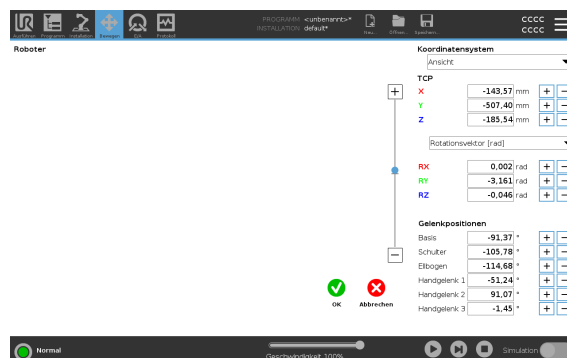 PROGRAMM <unbenannt>*
INSTALLATION default*
CCCC
CCCC
Ausführen Programm Installation Bewegen E/A Protokoll
Neu... Öffnen... Speichern...
Roboter
Koordinatensystem
Ansicht
TCP
X -143,57 mm + −
Y -507,40 mm + −
Z -185,54 mm + −
Rotationsvektor [rad]
RX 0,002 rad + −
RY -3,161 rad + −
RZ -0,046 rad + −
Gelenkpositionen
Basis -91,37 ° + −
Schulter -105,78 ° + −
Ellbogen -114,68 ° + −
Handgelenk 1 -51,24 ° + −
Handgelenk 2 91,07 ° + −
Handgelenk 3 -1,45 ° + −
+
−
OK Abbrechen
Normal
Geschwindigkeit 100%
Simulation